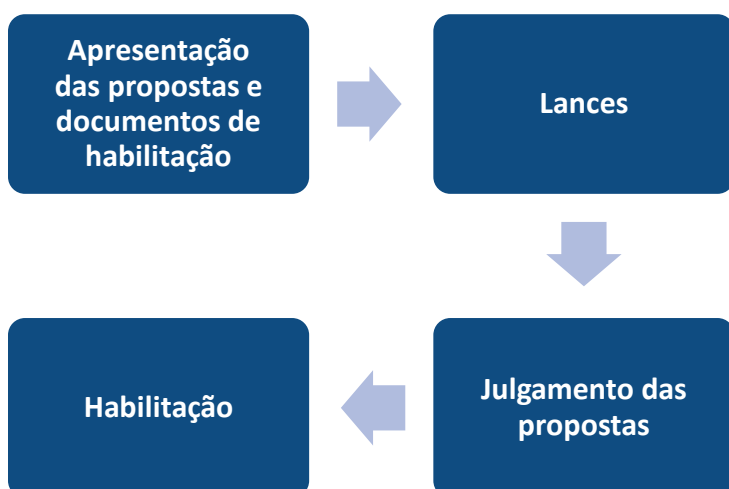 Apresentação
das propostas e
documentos de
habilitação
Lances
Julgamento das
propostas
Habilitação